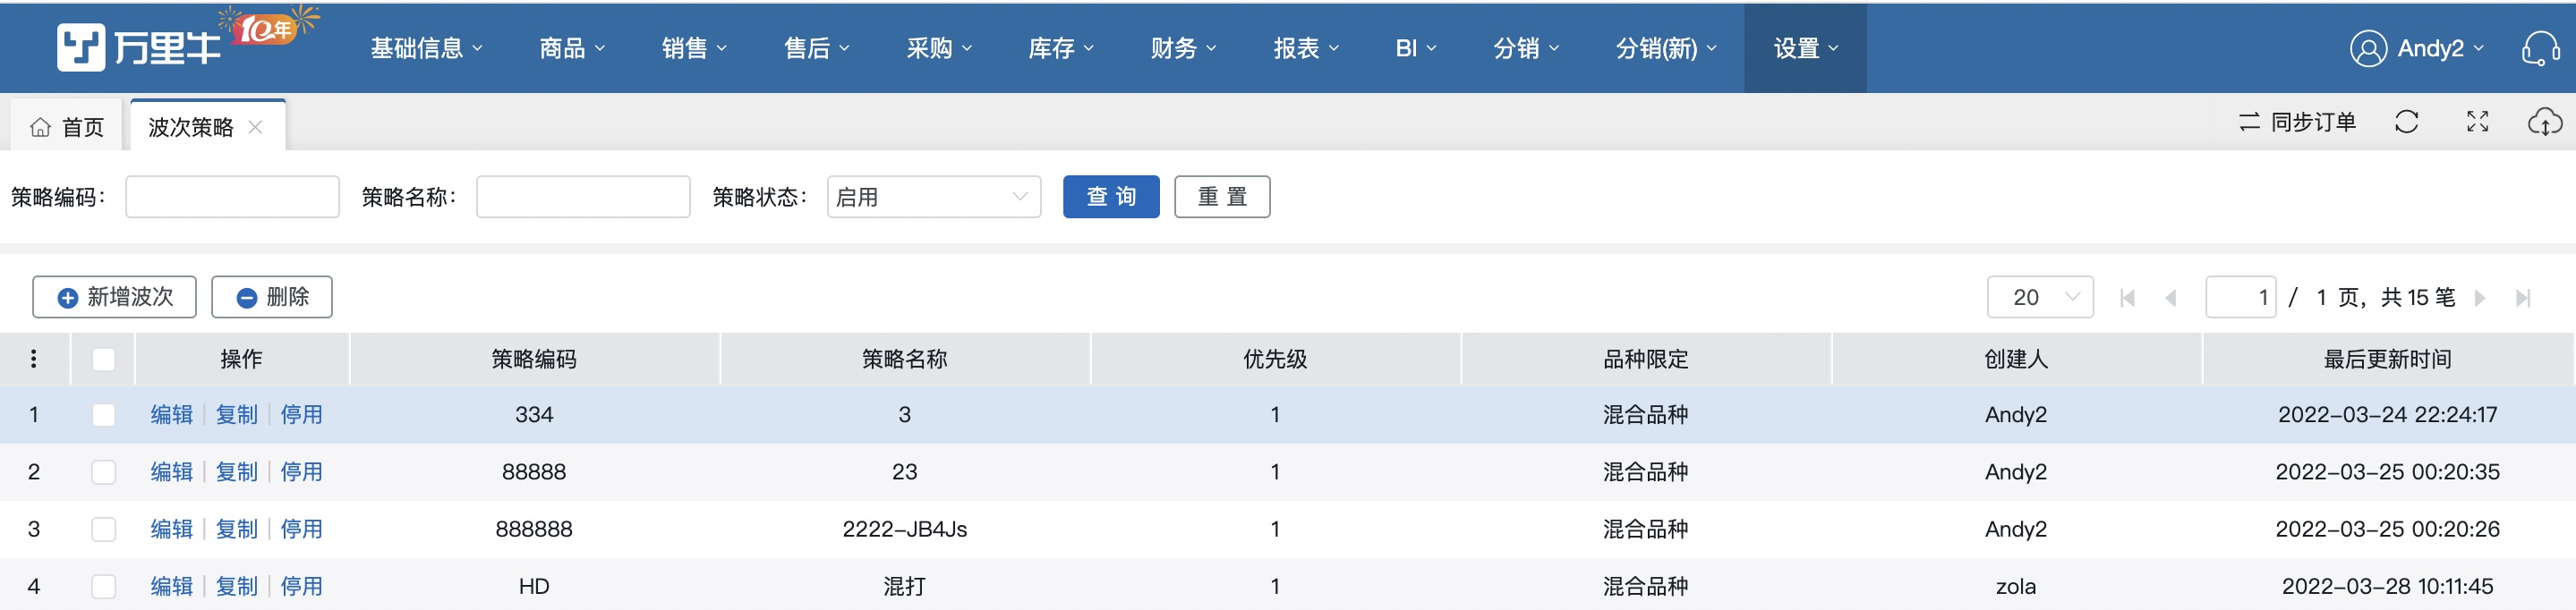 万里牛 10年 基础信息 商品 销售 售后 采购 库存 财务 报表 BI 分销 分销(新) 设置 Andy2
首页 波次策略 同步订单
策略编码： 策略名称： 策略状态： 启用 查 询 重 置
新增波次 删除 20 1 / 1 页，共 15 笔
操作 策略编码 策略名称 优先级 品种限定 创建人 最后更新时间
1 编辑 复制 停用 334 3 1 混合品种 Andy2 2022-03-24 22:24:17
2 编辑 复制 停用 88888 23 1 混合品种 Andy2 2022-03-25 00:20:35
3 编辑 复制 停用 888888 2222-JB4Js 1 混合品种 Andy2 2022-03-25 00:20:26
4 编辑 复制 停用 HD 混打 1 混合品种 zola 2022-03-28 10:11:45